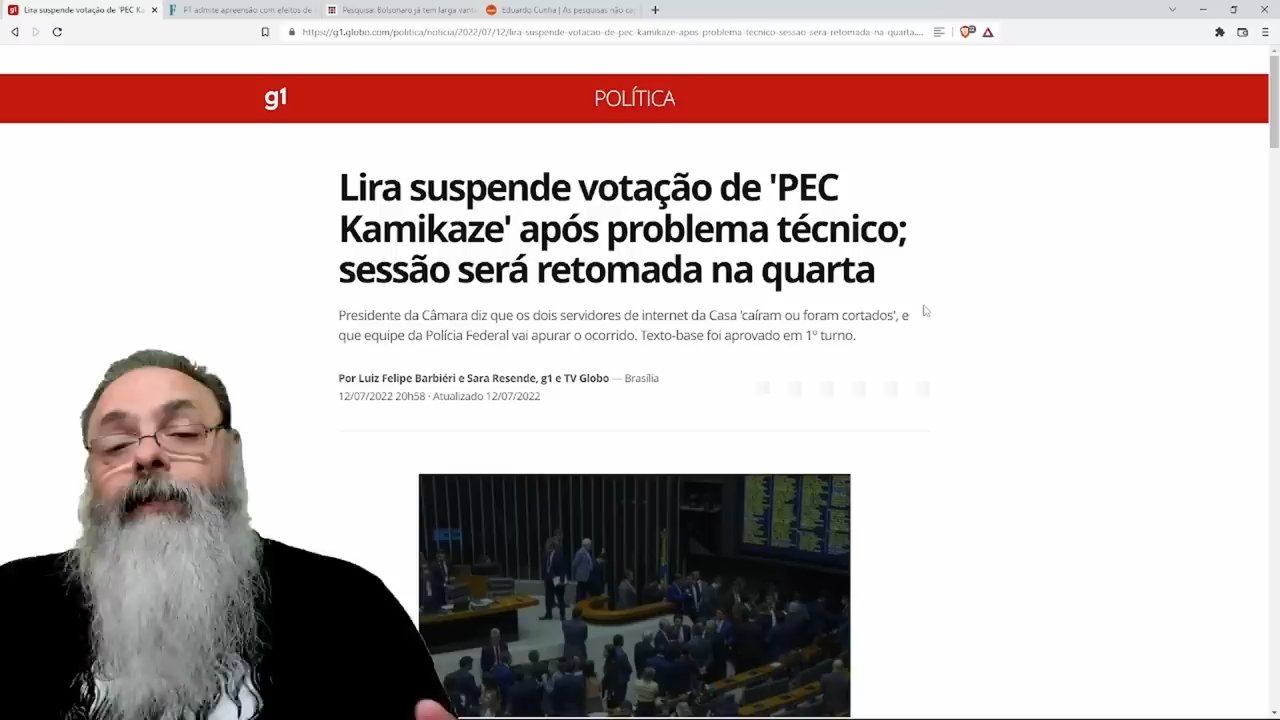 Lira suspende votação de 'PEC Ka
PT admite apreensão com efeitos de
Pesquisa: Bolsonaro já tem larga van
Eduardo Cunha | As pesquisas não ca
https://g1.globo.com/politica/noticia/2022/07/12/lira-suspende-votacao-de-pec-kamikaze-apos-problema-tecnico-sessao-sera-retomada-na-quarta....
g1
POLÍTICA
Lira suspende votação de 'PEC
Kamikaze' após problema técnico;
sessão será retomada na quarta
Presidente da Câmara diz que os dois servidores de internet da Casa 'caíram ou foram cortados', e
que equipe da Polícia Federal vai apurar o ocorrido. Texto-base foi aprovado em 1º turno.
Por Luiz Felipe Barbiéri e Sara Resende, g1 e TV Globo — Brasília
12/07/2022 20h58 · Atualizado 12/07/2022